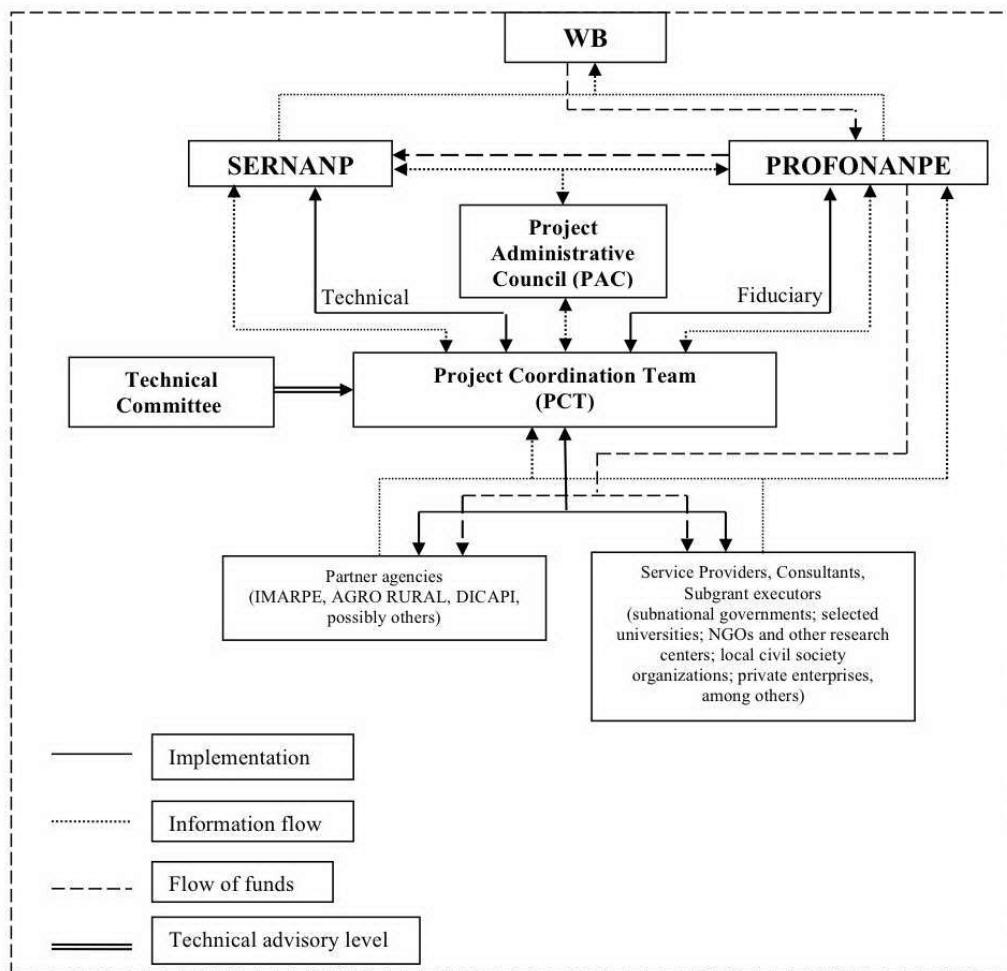 WB
SERNANP
PROFONANPE
Project
Administrative
Council (PAC)
Technical
Fiduciary
Technical
Committee
Project Coordination Team
(PCT)
Partner agencies
(IMARPE, AGRO RURAL, DICAPI,
possibly others)
Service Providers, Consultants,
Subgrant executors
(subnational governments; selected
universities; NGOs and other research
centers; local civil society
organizations; private enterprises,
among others)
Implementation
Information flow
Flow of funds
Technical advisory level